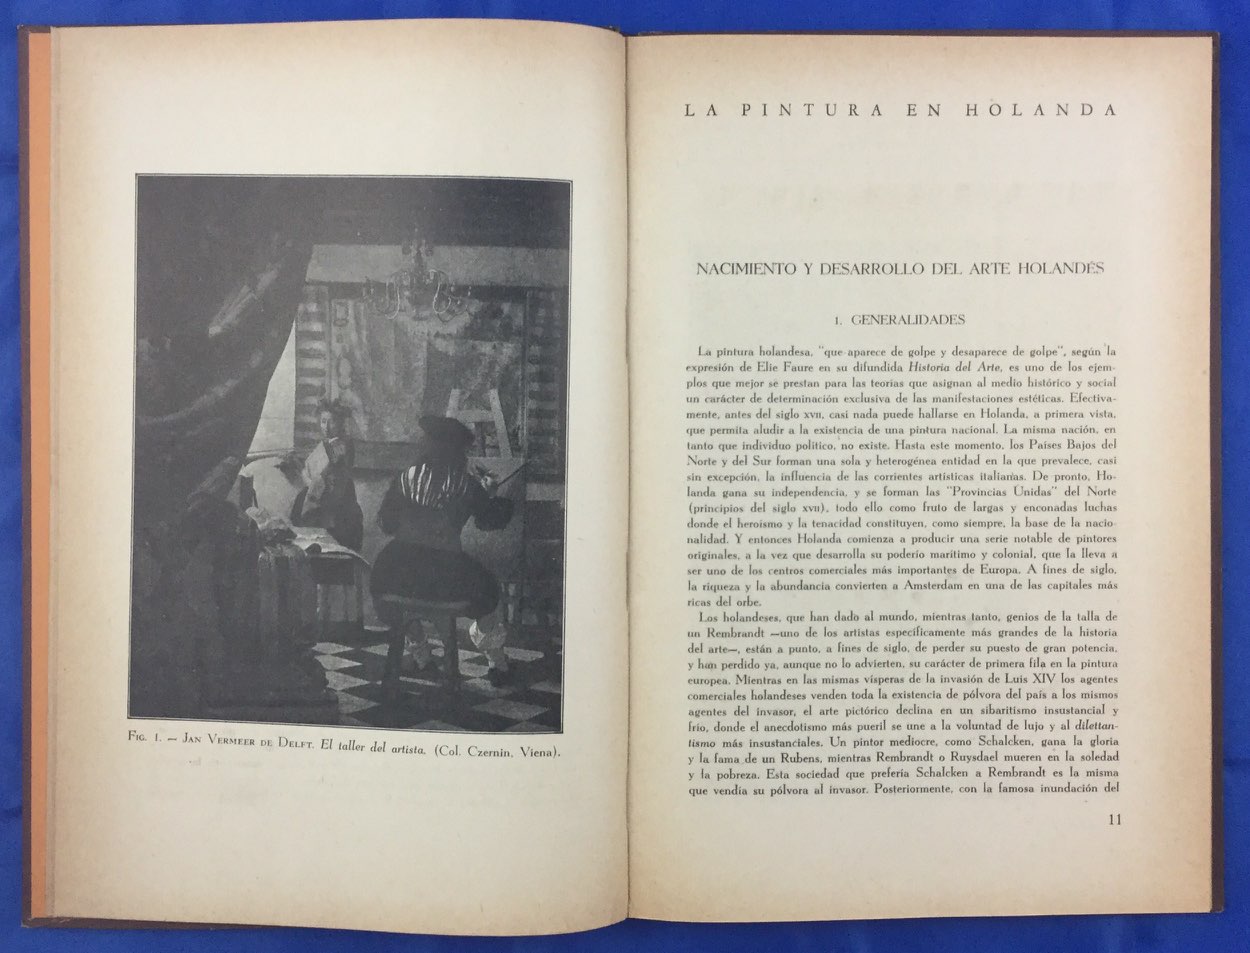 Fig. 1. — Jan Vermeer de Delft. El taller del artista. (Col. Czernin, Viena).
LA PINTURA EN HOLANDA
NACIMIENTO Y DESARROLLO DEL ARTE HOLANDÉS
1. GENERALIDADES
La pintura holandesa, "que aparece de golpe y desaparece de golpe", según la
expresión de Elie Faure en su difundida Historia del Arte, es uno de los ejem-
plos que mejor se prestan para las teorías que asignan al medio histórico y social
un carácter de determinación exclusiva de las manifestaciones estéticas. Efectiva-
mente, antes del siglo XVII, casi nada puede hallarse en Holanda, a primera vista,
que permita aludir a la existencia de una pintura nacional. La misma nación, en
tanto que individuo político, no existe. Hasta este momento, los Países Bajos del
Norte y del Sur forman una sola y heterogénea entidad en la que prevalece, casi
sin excepción, la influencia de las corrientes artísticas italianas. De pronto, Ho-
landa gana su independencia, y se forman las "Provincias Unidas" del Norte
(principios del siglo XVII), todo ello como fruto de largas y enconadas luchas
donde el heroísmo y la tenacidad constituyen, como siempre, la base de la nacio-
nalidad. Y entonces Holanda comienza a producir una serie notable de pintores
originales, a la vez que desarrolla su poderío marítimo y colonial, que la lleva a
ser uno de los centros comerciales más importantes de Europa. A fines de siglo,
la riqueza y la abundancia convierten a Amsterdam en una de las capitales más
ricas del orbe.
Los holandeses, que han dado al mundo, mientras tanto, genios de la talla de
un Rembrandt —uno de los artistas específicamente más grandes de la historia
del arte—, están a punto, a fines de siglo, de perder su puesto de gran potencia,
y han perdido ya, aunque no lo advierten, su carácter de primera fila en la pintura
europea. Mientras en las mismas vísperas de la invasión de Luis XIV los agentes
comerciales holandeses venden toda la existencia de pólvora del país a los mismos
agentes del invasor, el arte pictórico declina en un sibaritismo insustancial y
frío, donde el anecdotismo más pueril se une a la voluntad de lujo y al dilettan-
tismo más insustanciales. Un pintor mediocre, como Schalcken, gana la gloria
y la fama de un Rubens, mientras Rembrandt o Ruysdael mueren en la soledad
y la pobreza. Esta sociedad que prefería Schalcken a Rembrandt es la misma
que vendía su pólvora al invasor. Posteriormente, con la famosa inundación del
11